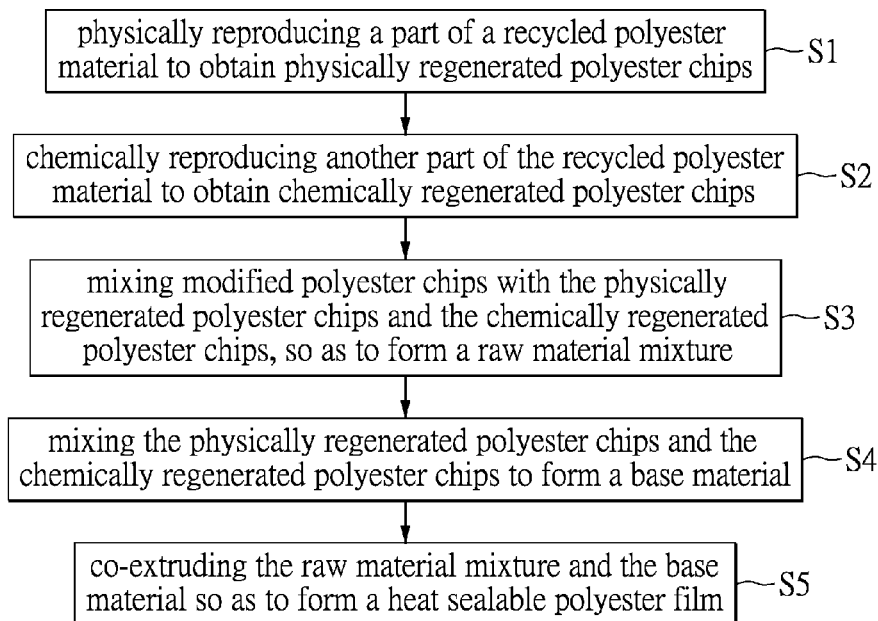 physically reproducing a part of a recycled polyester
material to obtain physically regenerated polyester chips
S1
chemically reproducing another part of the recycled polyester
material to obtain chemically regenerated polyester chips
S2
mixing modified polyester chips with the physically
regenerated polyester chips and the chemically regenerated
polyester chips, so as to form a raw material mixture
S3
mixing the physically regenerated polyester chips and the
chemically regenerated polyester chips to form a base material
S4
co-extruding the raw material mixture and the base
material so as to form a heat sealable polyester film
S5